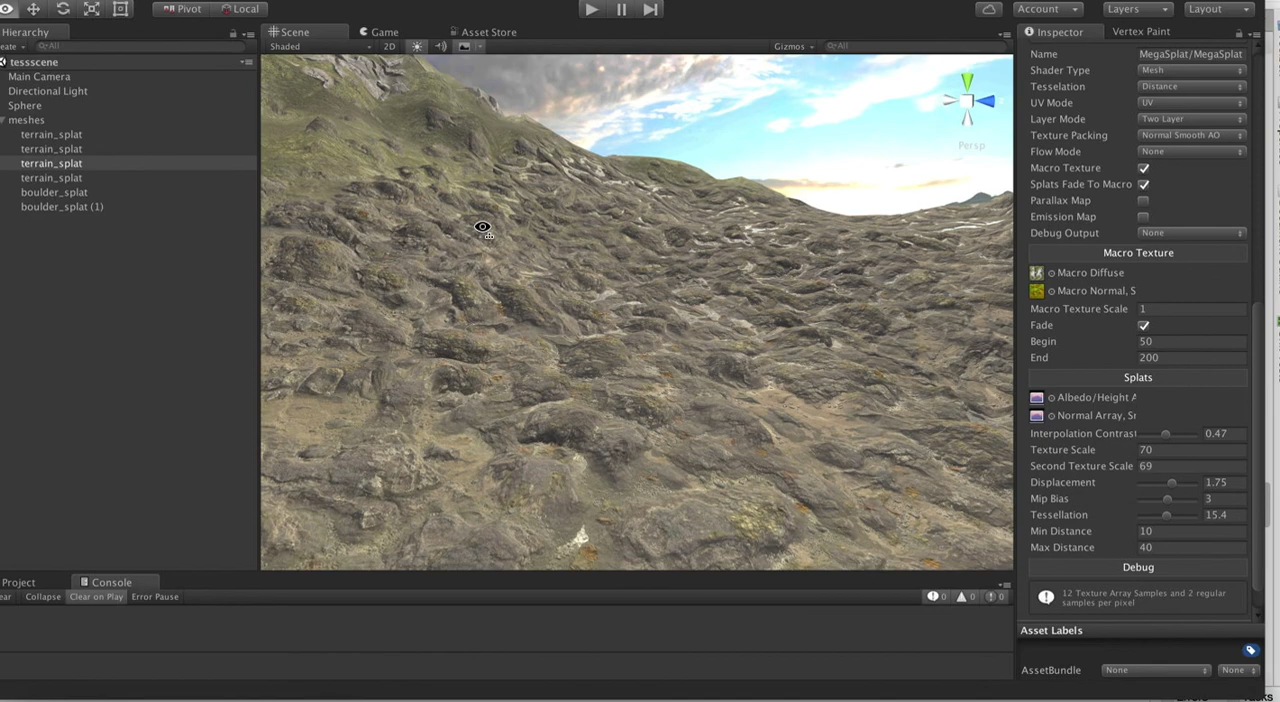 Pivot Local Account Layers Layout
Hierarchy Scene Game Asset Store Inspector Vertex Paint
eate All Shaded 2D Gizmos All
tessscene
Main Camera
Directional Light
Sphere
meshes
terrain_splat
terrain_splat
terrain_splat
terrain_splat
boulder_splat
boulder_splat (1)
Persp
Name MegaSplat/MegaSplat
Shader Type Mesh
Tesselation Distance
UV Mode UV
Layer Mode Two Layer
Texture Packing Normal Smooth AO
Flow Mode None
Macro Texture
Splats Fade To Macro
Parallax Map
Emission Map
Debug Output None
Macro Texture
Macro Diffuse
Macro Normal, S
Macro Texture Scale 1
Fade
Begin 50
End 200
Splats
Albedo/Height A
Normal Array, Sr
Interpolation Contrast 0.47
Texture Scale 70
Second Texture Scale 69
Displacement 1.75
Mip Bias 3
Tessellation 15.4
Min Distance 10
Max Distance 40
Debug
12 Texture Array Samples and 2 regular
samples per pixel
Asset Labels
AssetBundle None None
Project Console
ear Collapse Clear on Play Error Pause 0 0 0